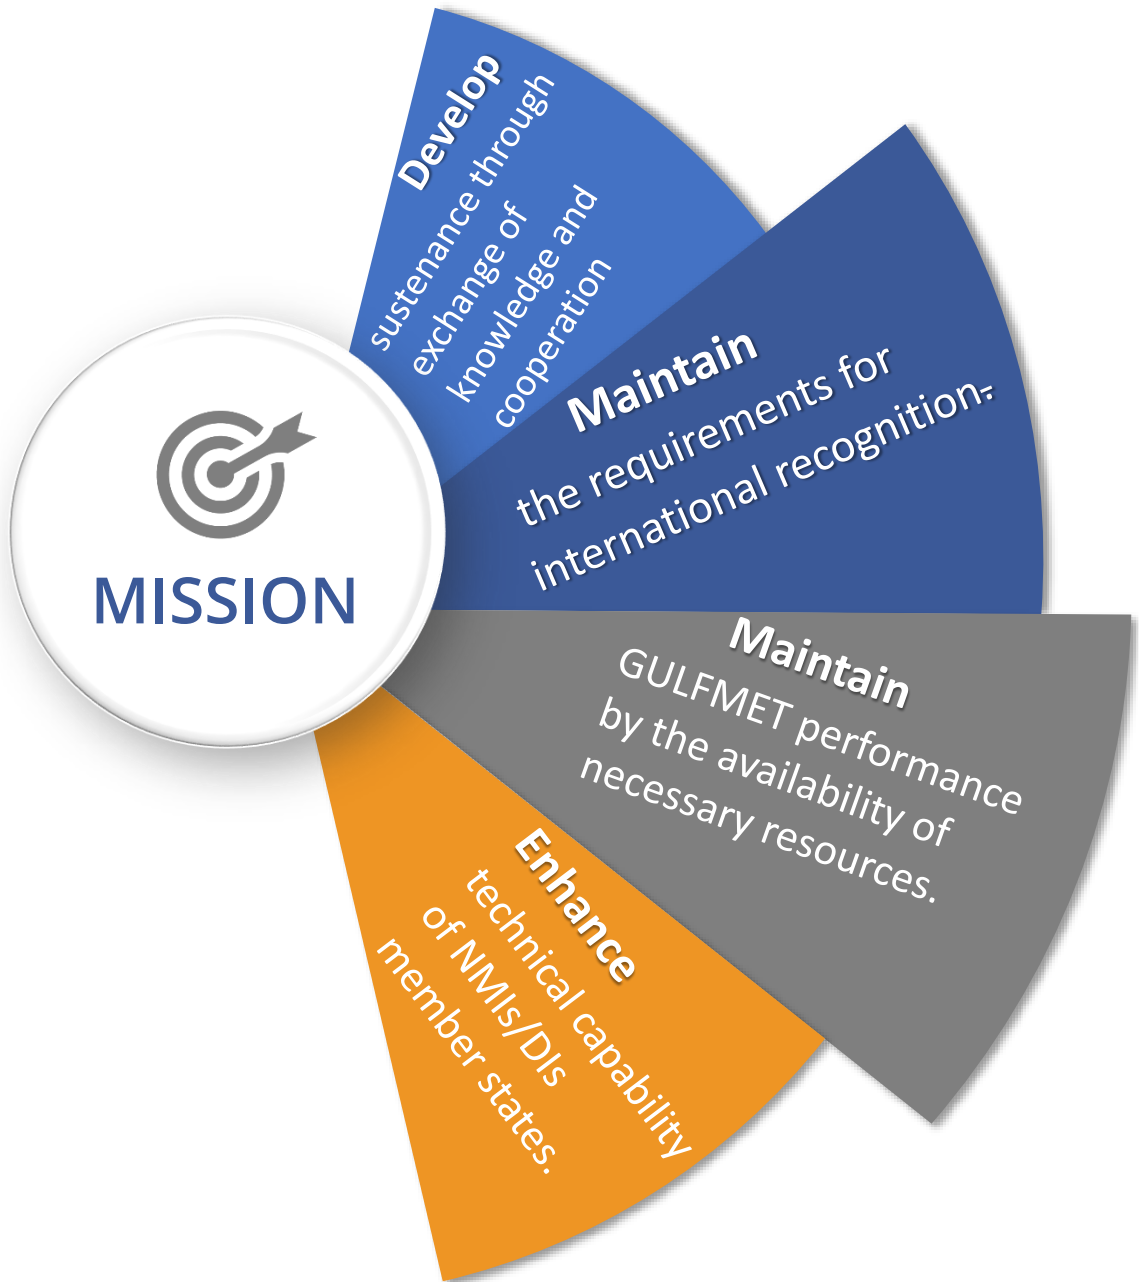 MISSION
Develop
sustenance through
exchange of
knowledge and
cooperation
Maintain
the requirements for
international recognition.
Maintain
GULFMET performance
by the availability of
necessary resources.
Enhance
technical capability
of NMIs/DIs
member states.